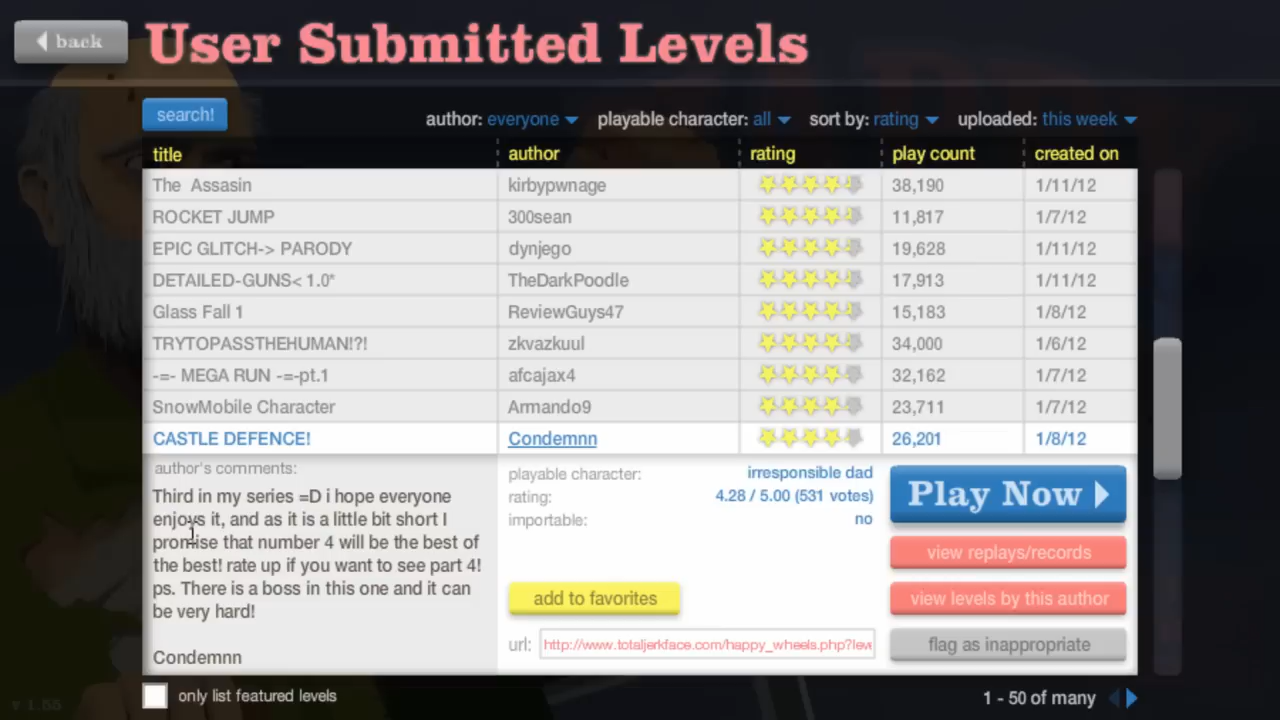 back
User Submitted Levels
search!
author: everyone playable character: all sort by: rating uploaded: this week
title author rating play count created on
The Assasin kirbypwnage 38,190 1/11/12
ROCKET JUMP 300sean 11,817 1/7/12
EPIC GLITCH-> PARODY dynjego 19,628 1/11/12
DETAILED-GUNS< 1.0* TheDarkPoodle 17,913 1/11/12
Glass Fall 1 ReviewGuys47 15,183 1/8/12
TRYTOPASSTHEHUMAN!?! zkvazkuul 34,000 1/6/12
-=- MEGA RUN -=-pt.1 afcajax4 32,162 1/7/12
SnowMobile Character Armando9 23,711 1/7/12
CASTLE DEFENCE! Condemnn 26,201 1/8/12
author's comments:
Third in my series =D i hope everyone
enjoys it, and as it is a little bit short I
promise that number 4 will be the best of
the best! rate up if you want to see part 4!
ps. There is a boss in this one and it can
be very hard!
Condemnn
playable character: irresponsible dad
rating: 4.28 / 5.00 (531 votes)
importable: no
add to favorites
url: http://www.totaljerkface.com/happy_wheels.php?leve
Play Now
view replays/records
view levels by this author
flag as inappropriate
only list featured levels
1 - 50 of many
v 1.55